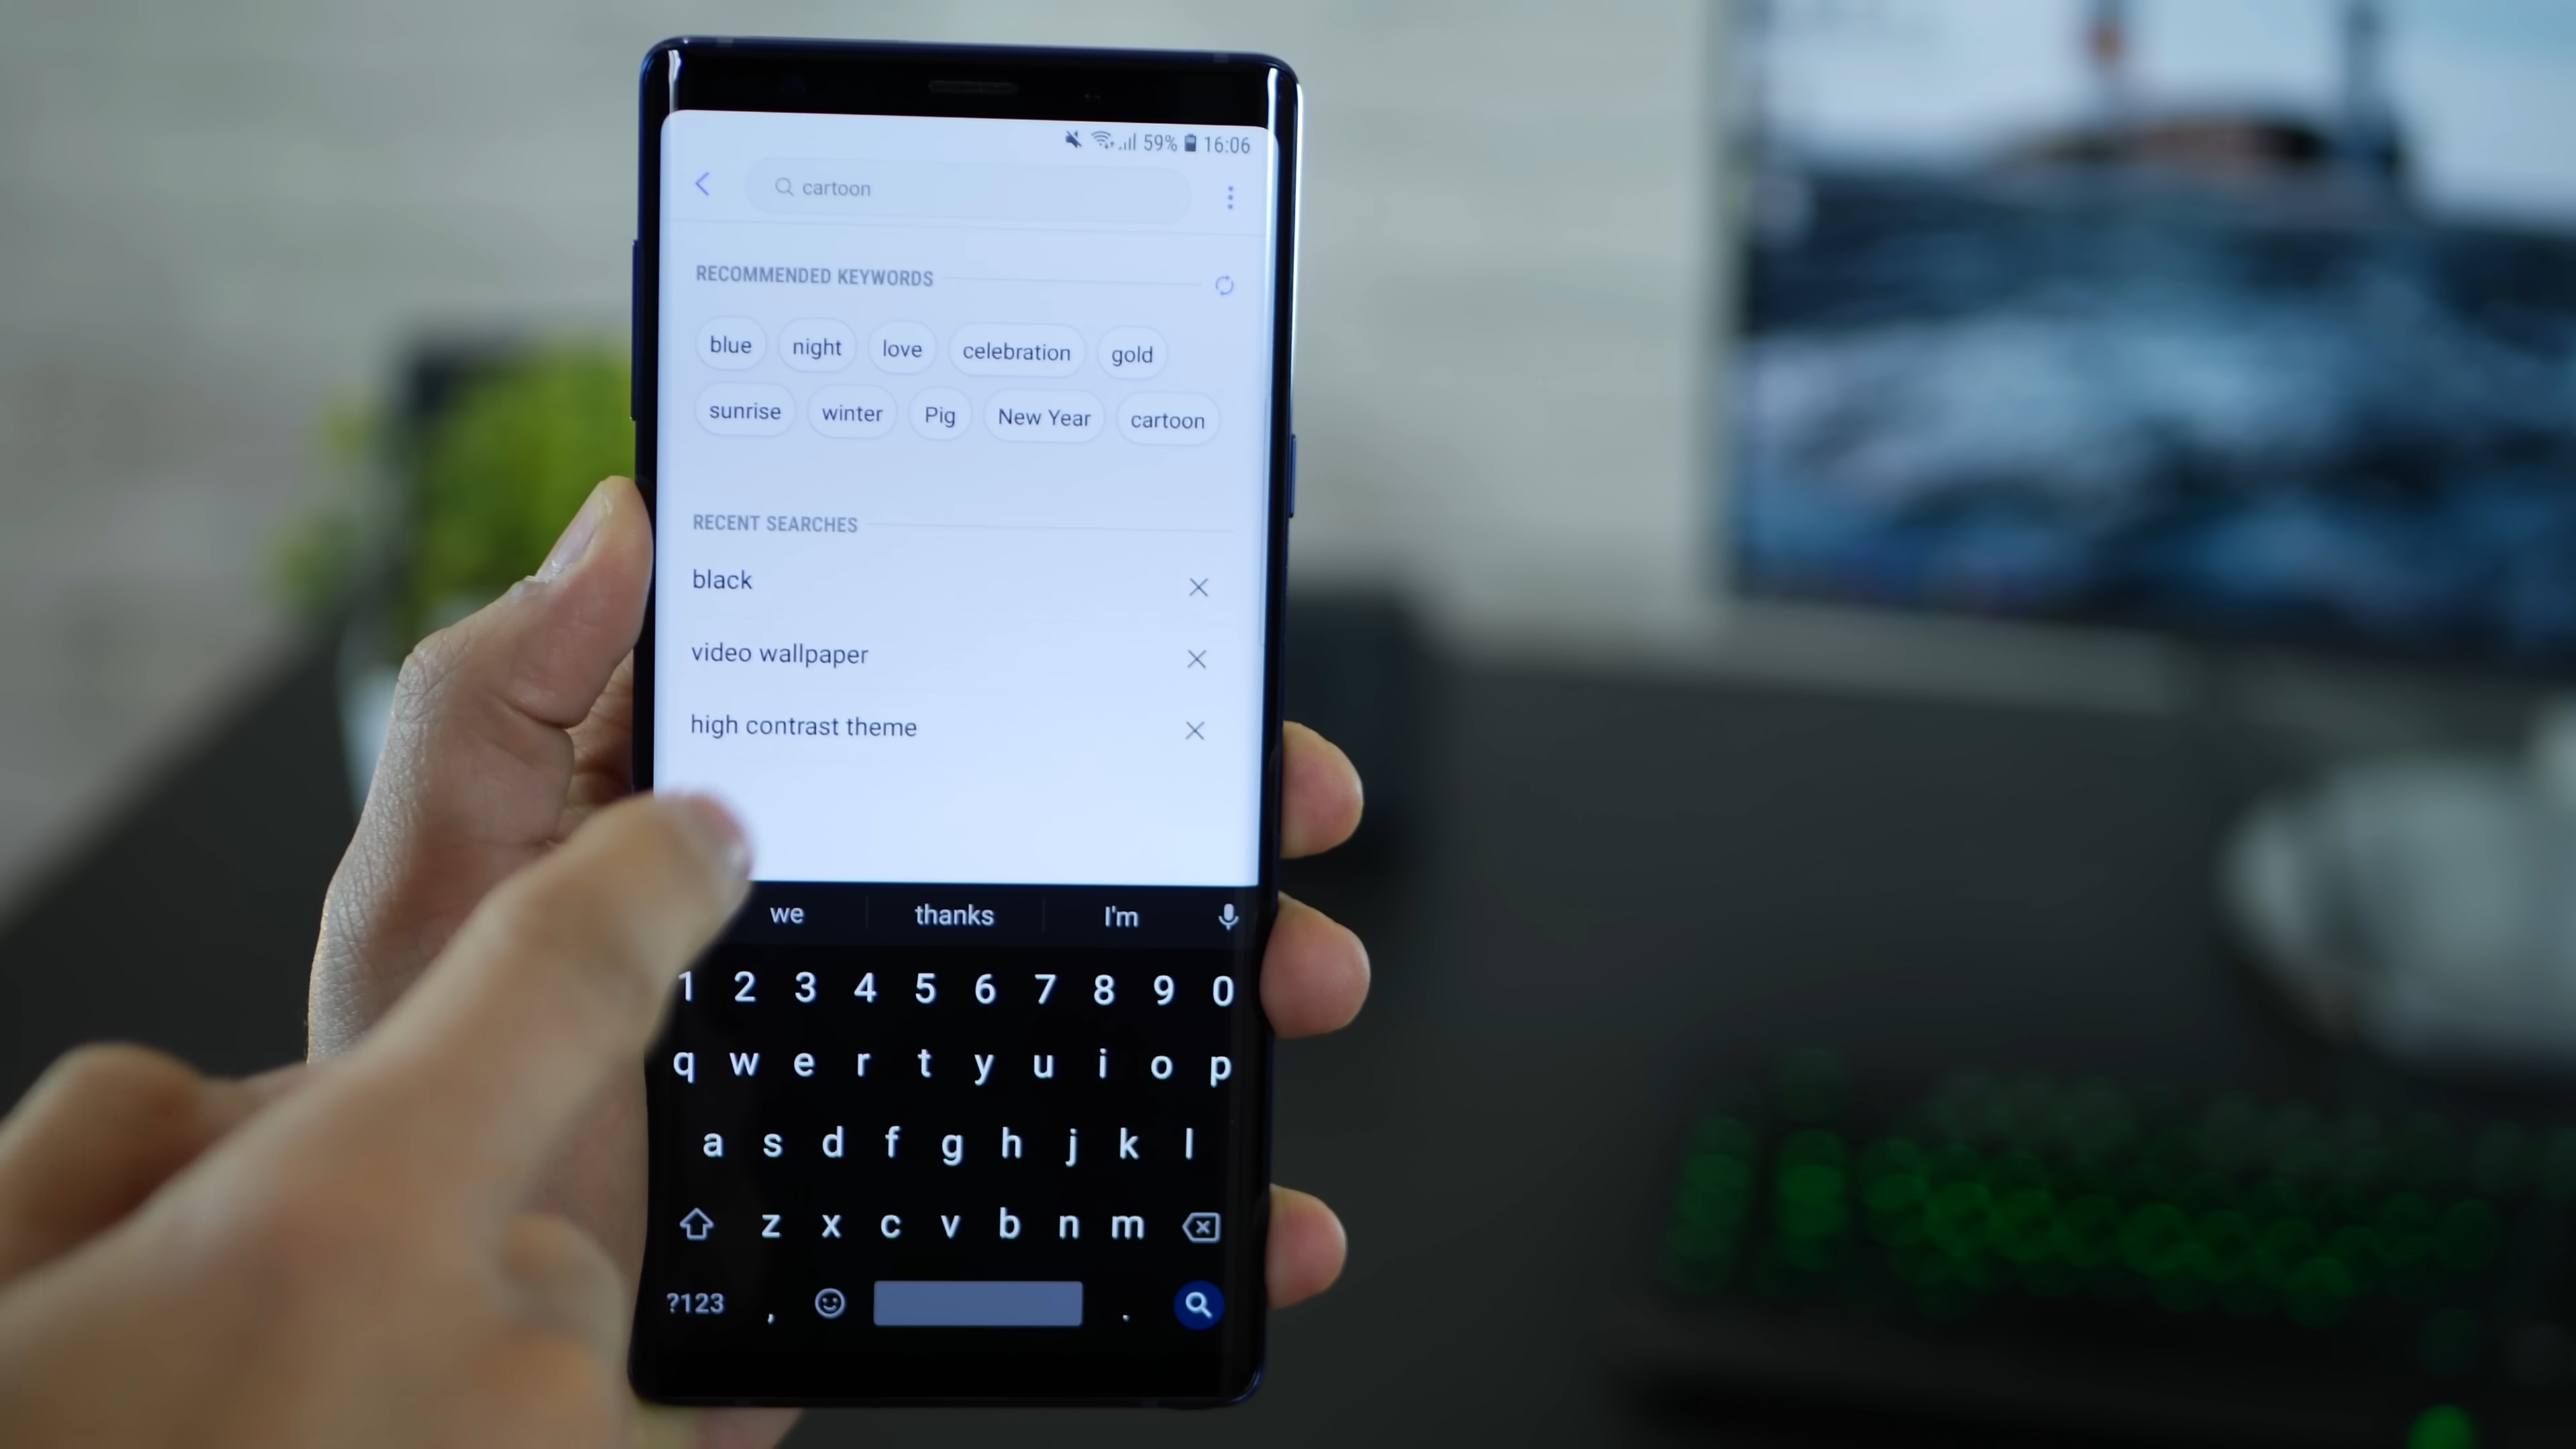 59% 16:06
cartoon
RECOMMENDED KEYWORDS
blue night love celebration gold
sunrise winter Pig New Year cartoon
RECENT SEARCHES
black
video wallpaper
high contrast theme
we thanks I'm
1 2 3 4 5 6 7 8 9 0
q w e r t y u i o p
a s d f g h j k l
z x c v b n m
?123 , .